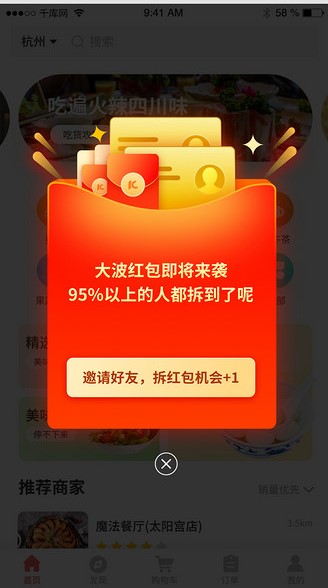 千库网
9:41 AM
58 %
杭州
搜索
吃遍火辣四川味
吃货攻
大波红包即将来袭
95%以上的人都拆到了呢
邀请好友，拆红包机会+1
精选
美味
停不下来
推荐商家
销量优先
魔法餐厅(太阳宫店)
3.5km
首页
发现
购物车
订单
我的